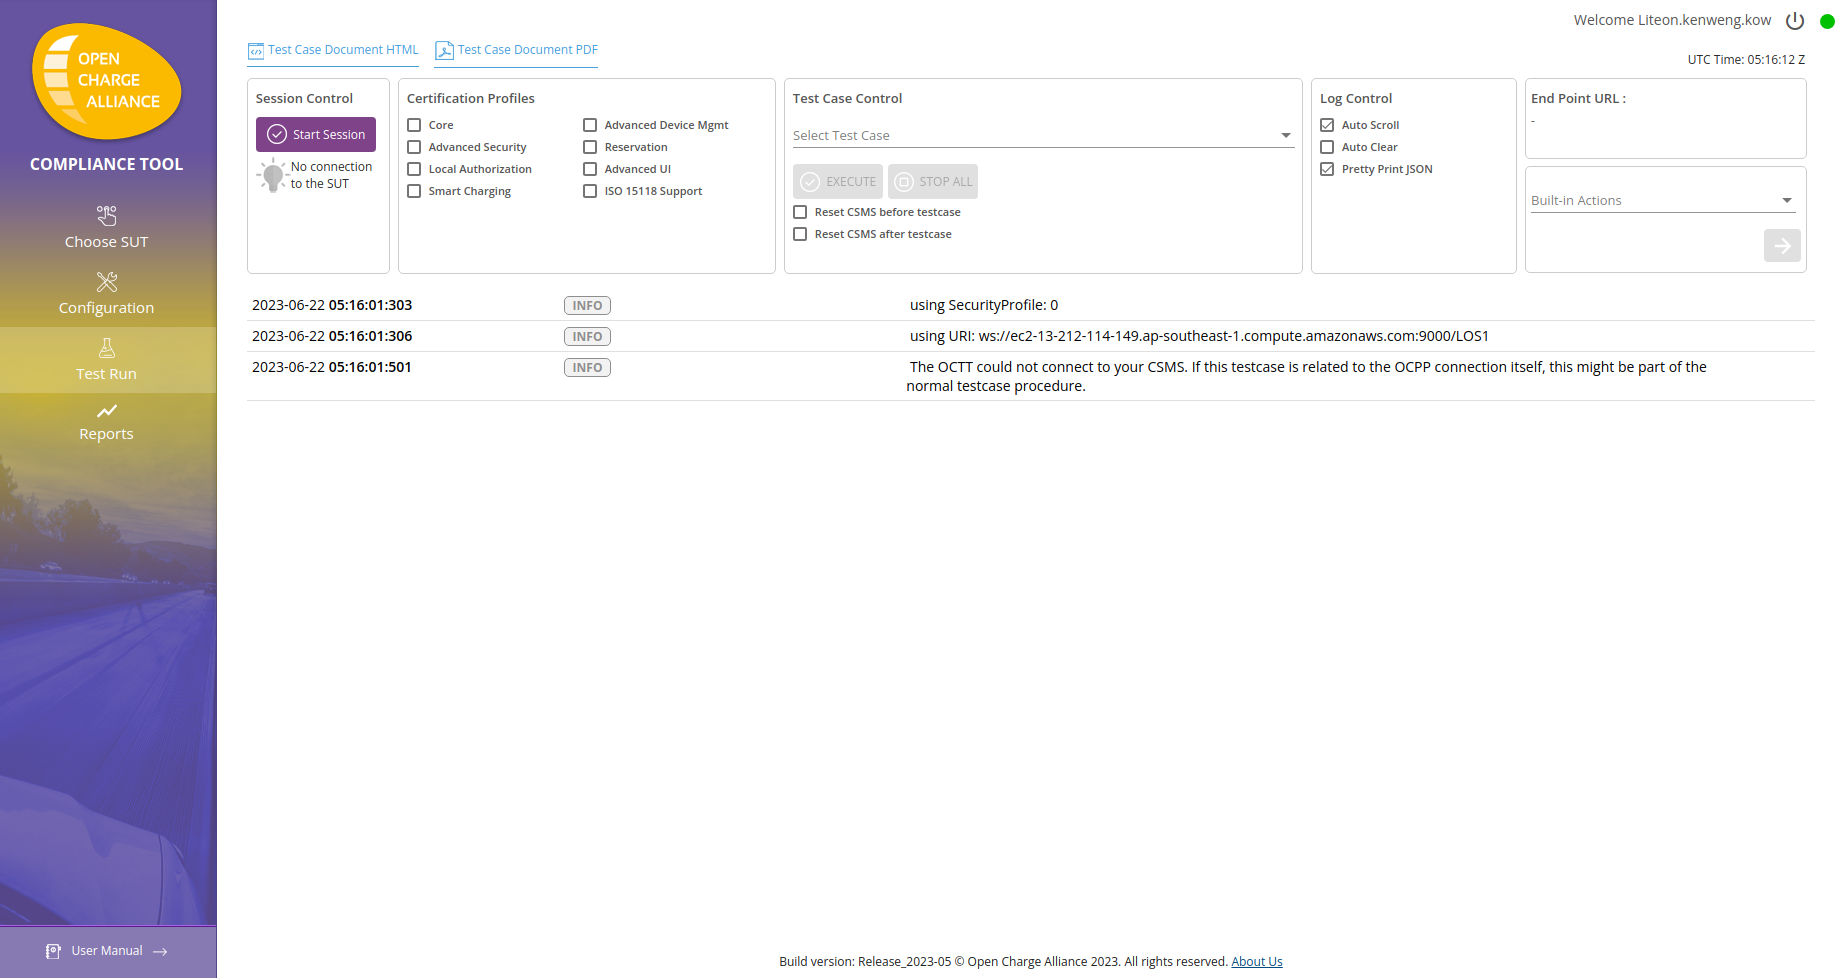 OPEN
CHARGE
ALLIANCE
COMPLIANCE TOOL
Choose SUT
Configuration
Test Run
Reports
User Manual
Welcome Liteon.kenweng.kow
Test Case Document HTML
Test Case Document PDF
UTC Time: 05:16:12 Z
Session Control
Start Session
No connection
to the SUT
Certification Profiles
Core
Advanced Security
Local Authorization
Smart Charging
Advanced Device Mgmt
Reservation
Advanced UI
ISO 15118 Support
Test Case Control
Select Test Case
EXECUTE
STOP ALL
Reset CSMS before testcase
Reset CSMS after testcase
Log Control
Auto Scroll
Auto Clear
Pretty Print JSON
End Point URL :
-
Built-in Actions
2023-06-22 05:16:01:303 INFO using SecurityProfile: 0
2023-06-22 05:16:01:306 INFO using URI: ws://ec2-13-212-114-149.ap-southeast-1.compute.amazonaws.com:9000/LOS1
2023-06-22 05:16:01:501 INFO The OCTT could not connect to your CSMS. If this testcase is related to the OCPP connection itself, this might be part of the
normal testcase procedure.
Build version: Release_2023-05 © Open Charge Alliance 2023. All rights reserved. About Us